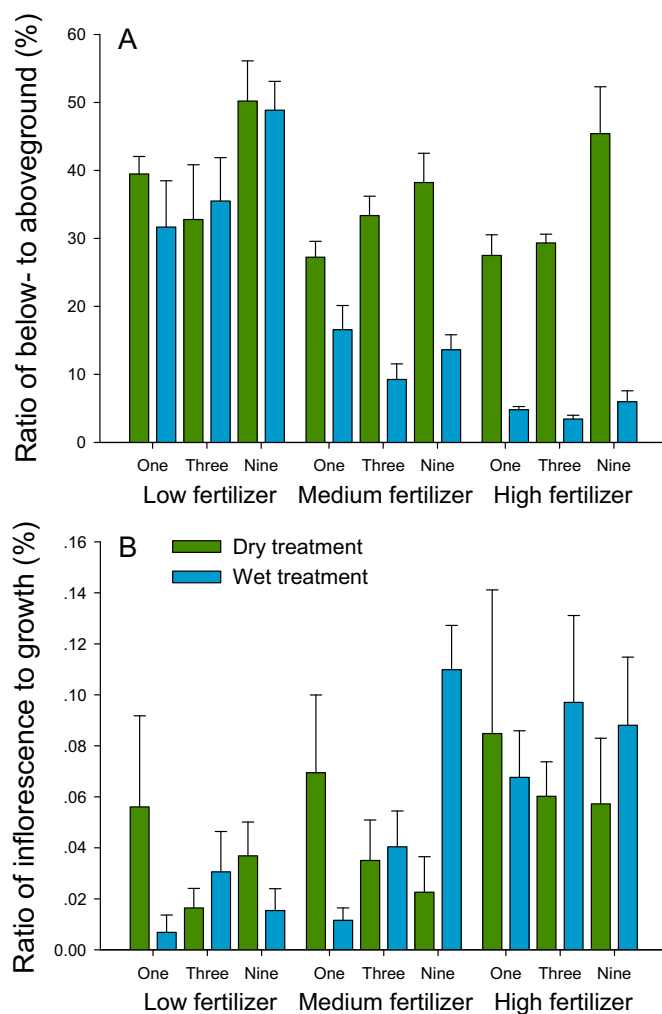 A
Ratio of below- to aboveground (%)
60
50
40
30
20
10
0
One Three Nine One Three Nine One Three Nine
Low fertilizer Medium fertilizer High fertilizer
B
Ratio of inflorescence to growth (%)
Dry treatment
Wet treatment
.16
.14
.12
.10
.08
.06
.04
.02
0.00
One Three Nine One Three Nine One Three Nine
Low fertilizer Medium fertilizer High fertilizer